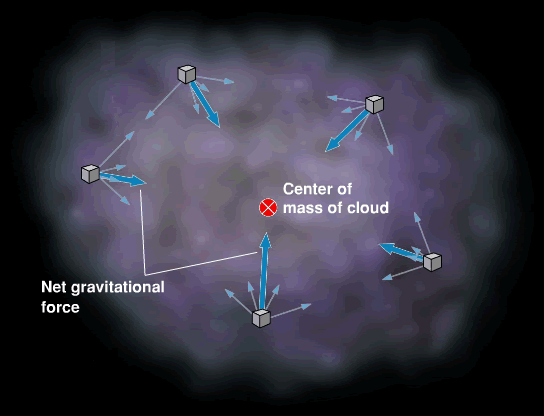 Center of
mass of cloud
Net gravitational
force